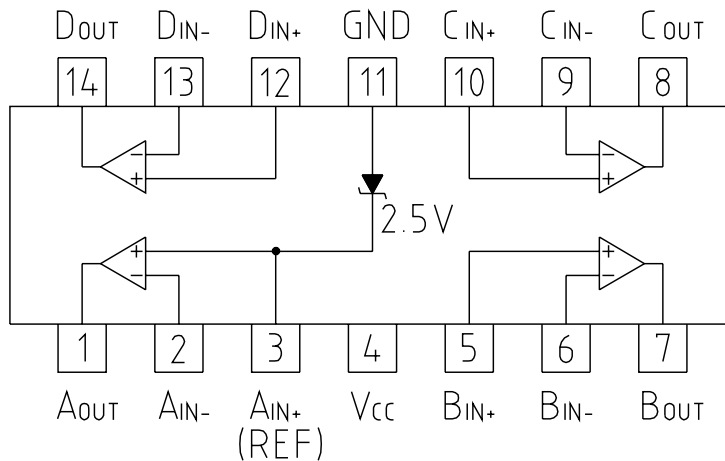 DOUT DIN- DIN+ GND CIN+ CIN- COUT
14 13 12 11 10 9 8
- + - +
2.5V
+ - + -
1 2 3 4 5 6 7
AOUT AIN- AIN+ VCC BIN+ BIN- BOUT
(REF)